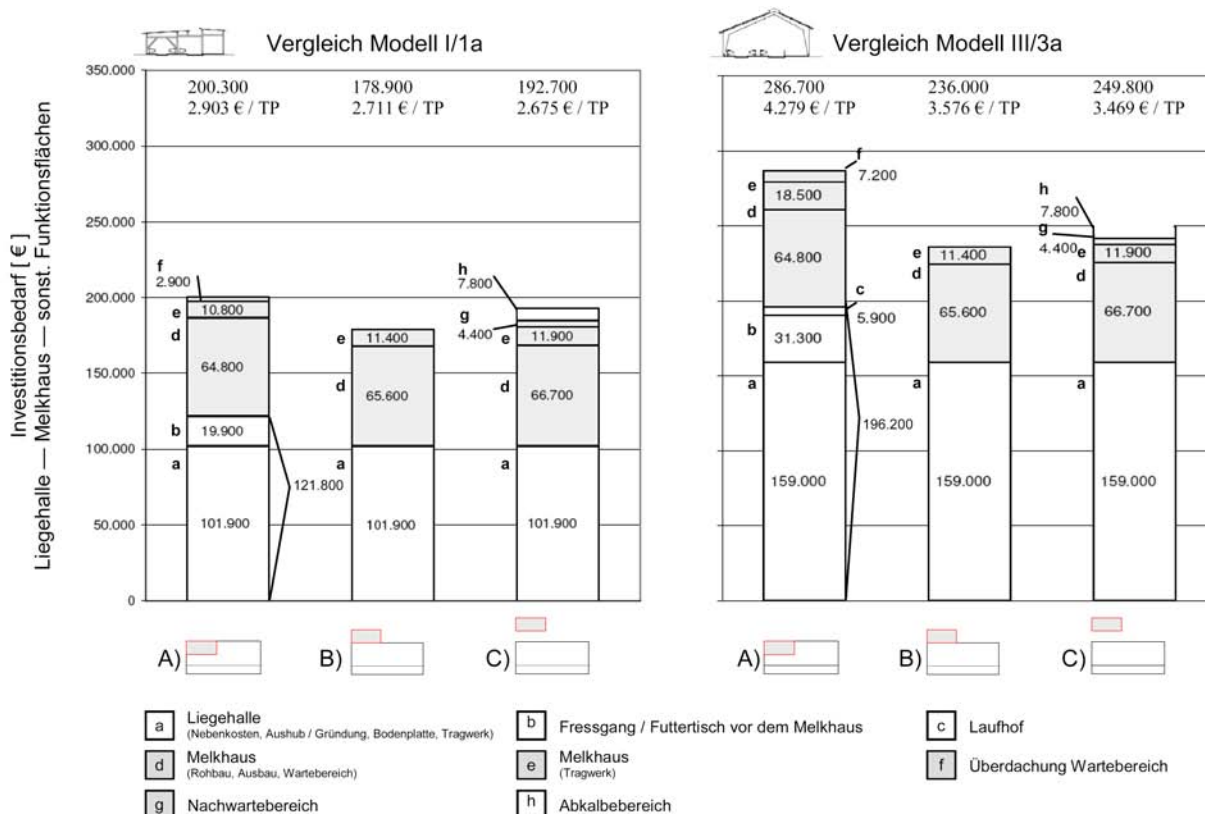 Vergleich Modell I/1a
Investitionsbedarf [ € ]
Liegehalle — Melkhaus — sonst. Funktionsflächen
350.000
300.000
250.000
200.000
150.000
100.000
50.000
0
200.300
2.903 € / TP
178.900
2.711 € / TP
192.700
2.675 € / TP
f
2.900
e
10.800
d
64.800
b
19.900
a
101.900
121.800
e
11.400
d
65.600
a
101.900
h
7.800
g
4.400
e
11.900
d
66.700
a
101.900
A)
B)
C)
Vergleich Modell III/3a
286.700
4.279 € / TP
236.000
3.576 € / TP
249.800
3.469 € / TP
f
7.200
e
18.500
d
64.800
c
5.900
b
31.300
a
159.000
196.200
e
11.400
d
65.600
a
159.000
h
7.800
g
4.400
e
11.900
d
66.700
a
159.000
A)
B)
C)
a Liegehalle
(Nebenkosten, Aushub / Gründung, Bodenplatte, Tragwerk)
b Fressgang / Futtertisch vor dem Melkhaus
c Laufhof
d Melkhaus
(Rohbau, Ausbau, Wartebereich)
e Melkhaus
(Tragwerk)
f Überdachung Wartebereich
g Nachwartebereich
h Abkalbebereich